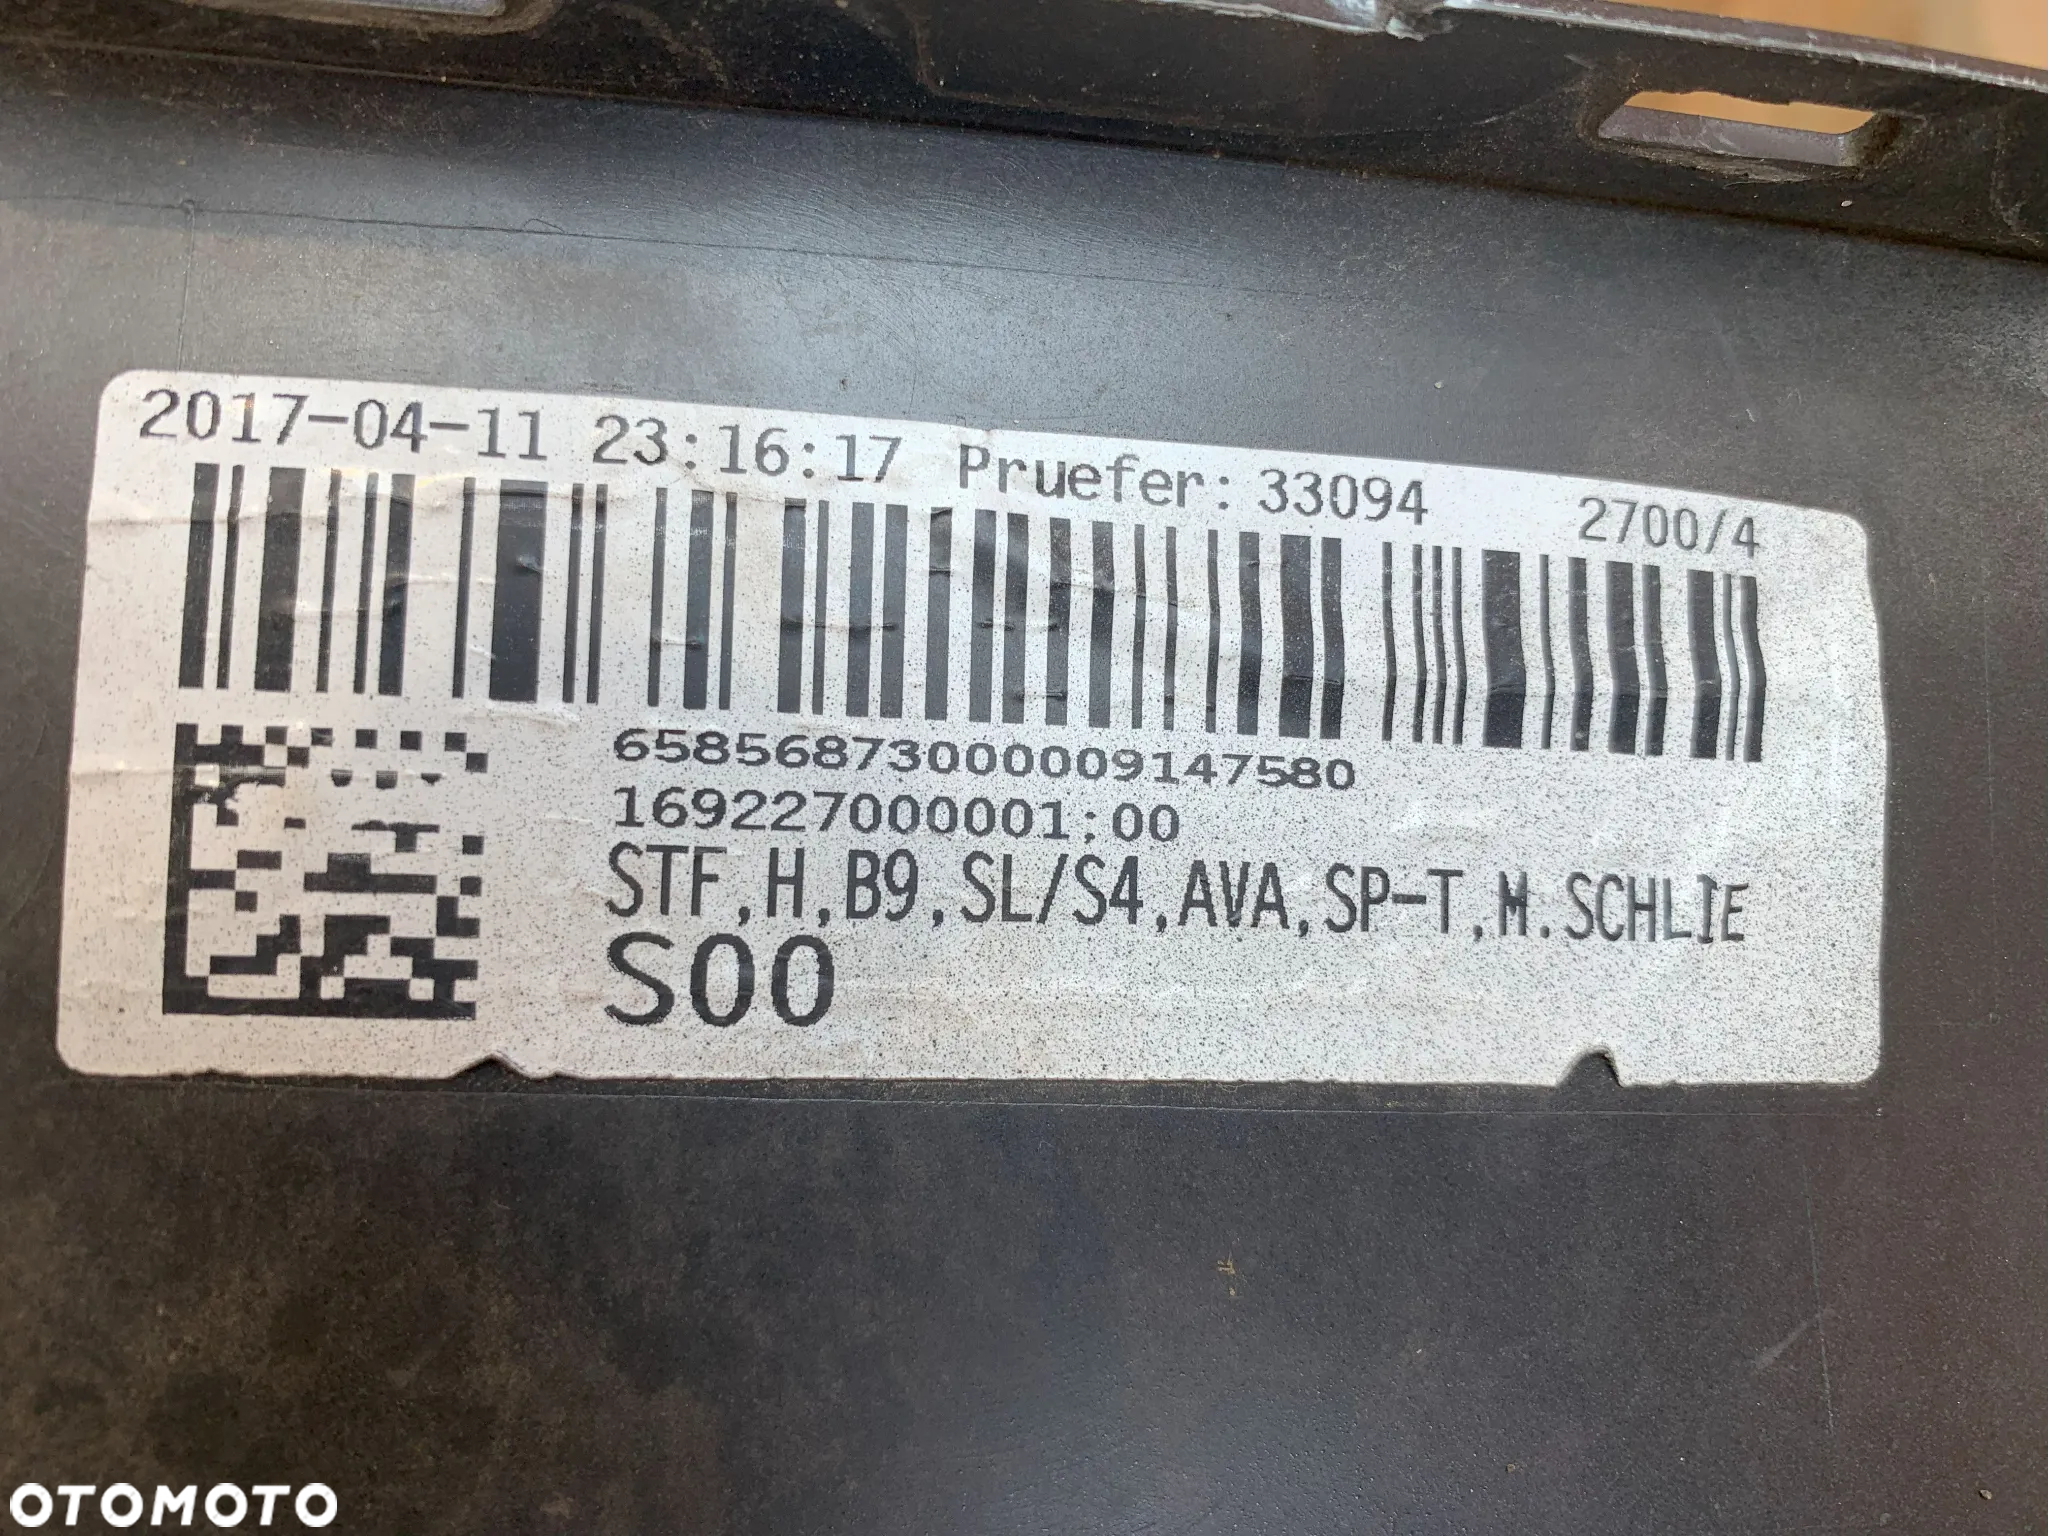 2017-04-11 23:16:17 Pruefer: 33094 2700/4
65856873000009147580
169227000001;00
STF,H,B9,SL/S4,AVA,SP-T,M.SCHLIE
S00
OTOMOTO